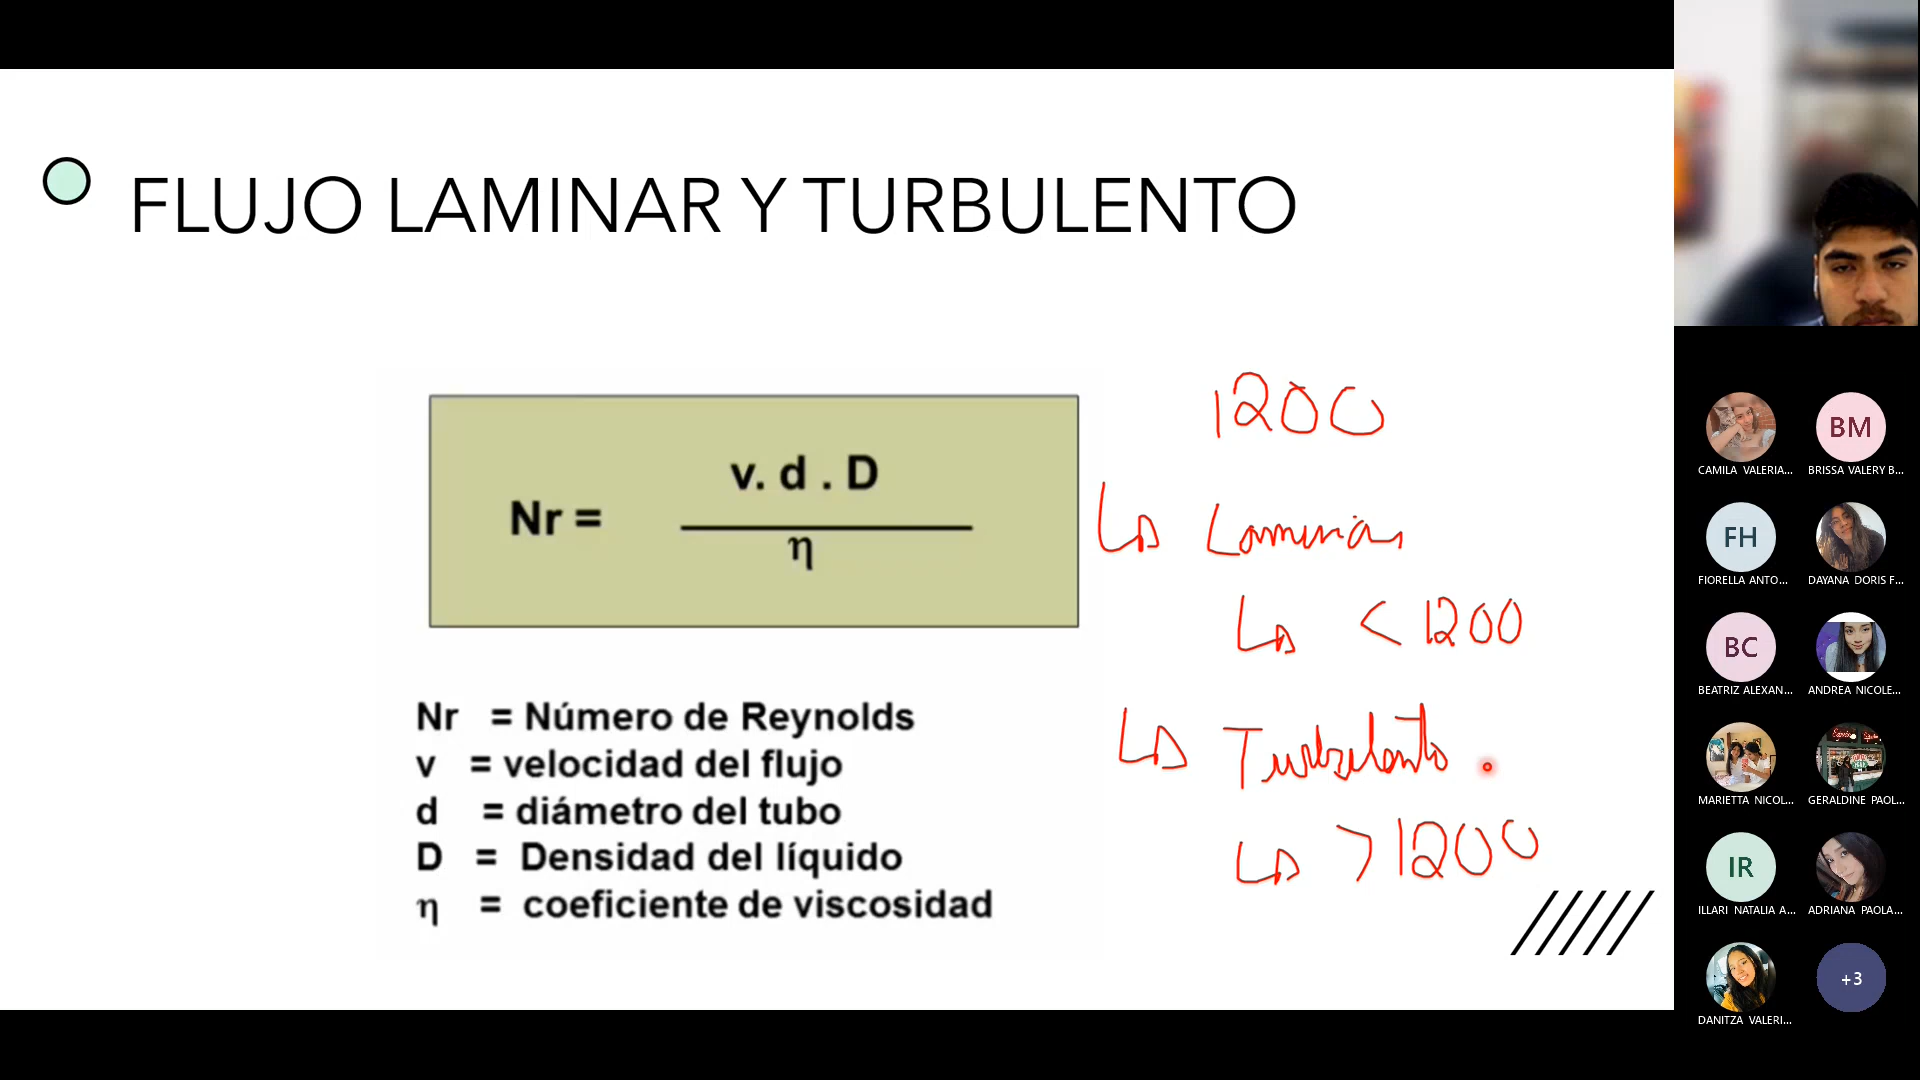 FLUJO LAMINAR Y TURBULENTO
Nr = v. d . D
η
Nr = Número de Reynolds
v = velocidad del flujo
d = diámetro del tubo
D = Densidad del líquido
η = coeficiente de viscosidad
1200
Laminar
< 1200
Turbulento
> 1200
CAMILA VALERIA...
BM
BRISSA VALERY B...
FH
FIORELLA ANTO...
DAYANA DORIS F...
BC
BEATRIZ ALEXAN...
ANDREA NICOLE...
MARIETTA NICOL...
GERALDINE PAOL...
IR
ILLARI NATALIA A...
ADRIANA PAOLA...
DANITZA VALERI...
+3